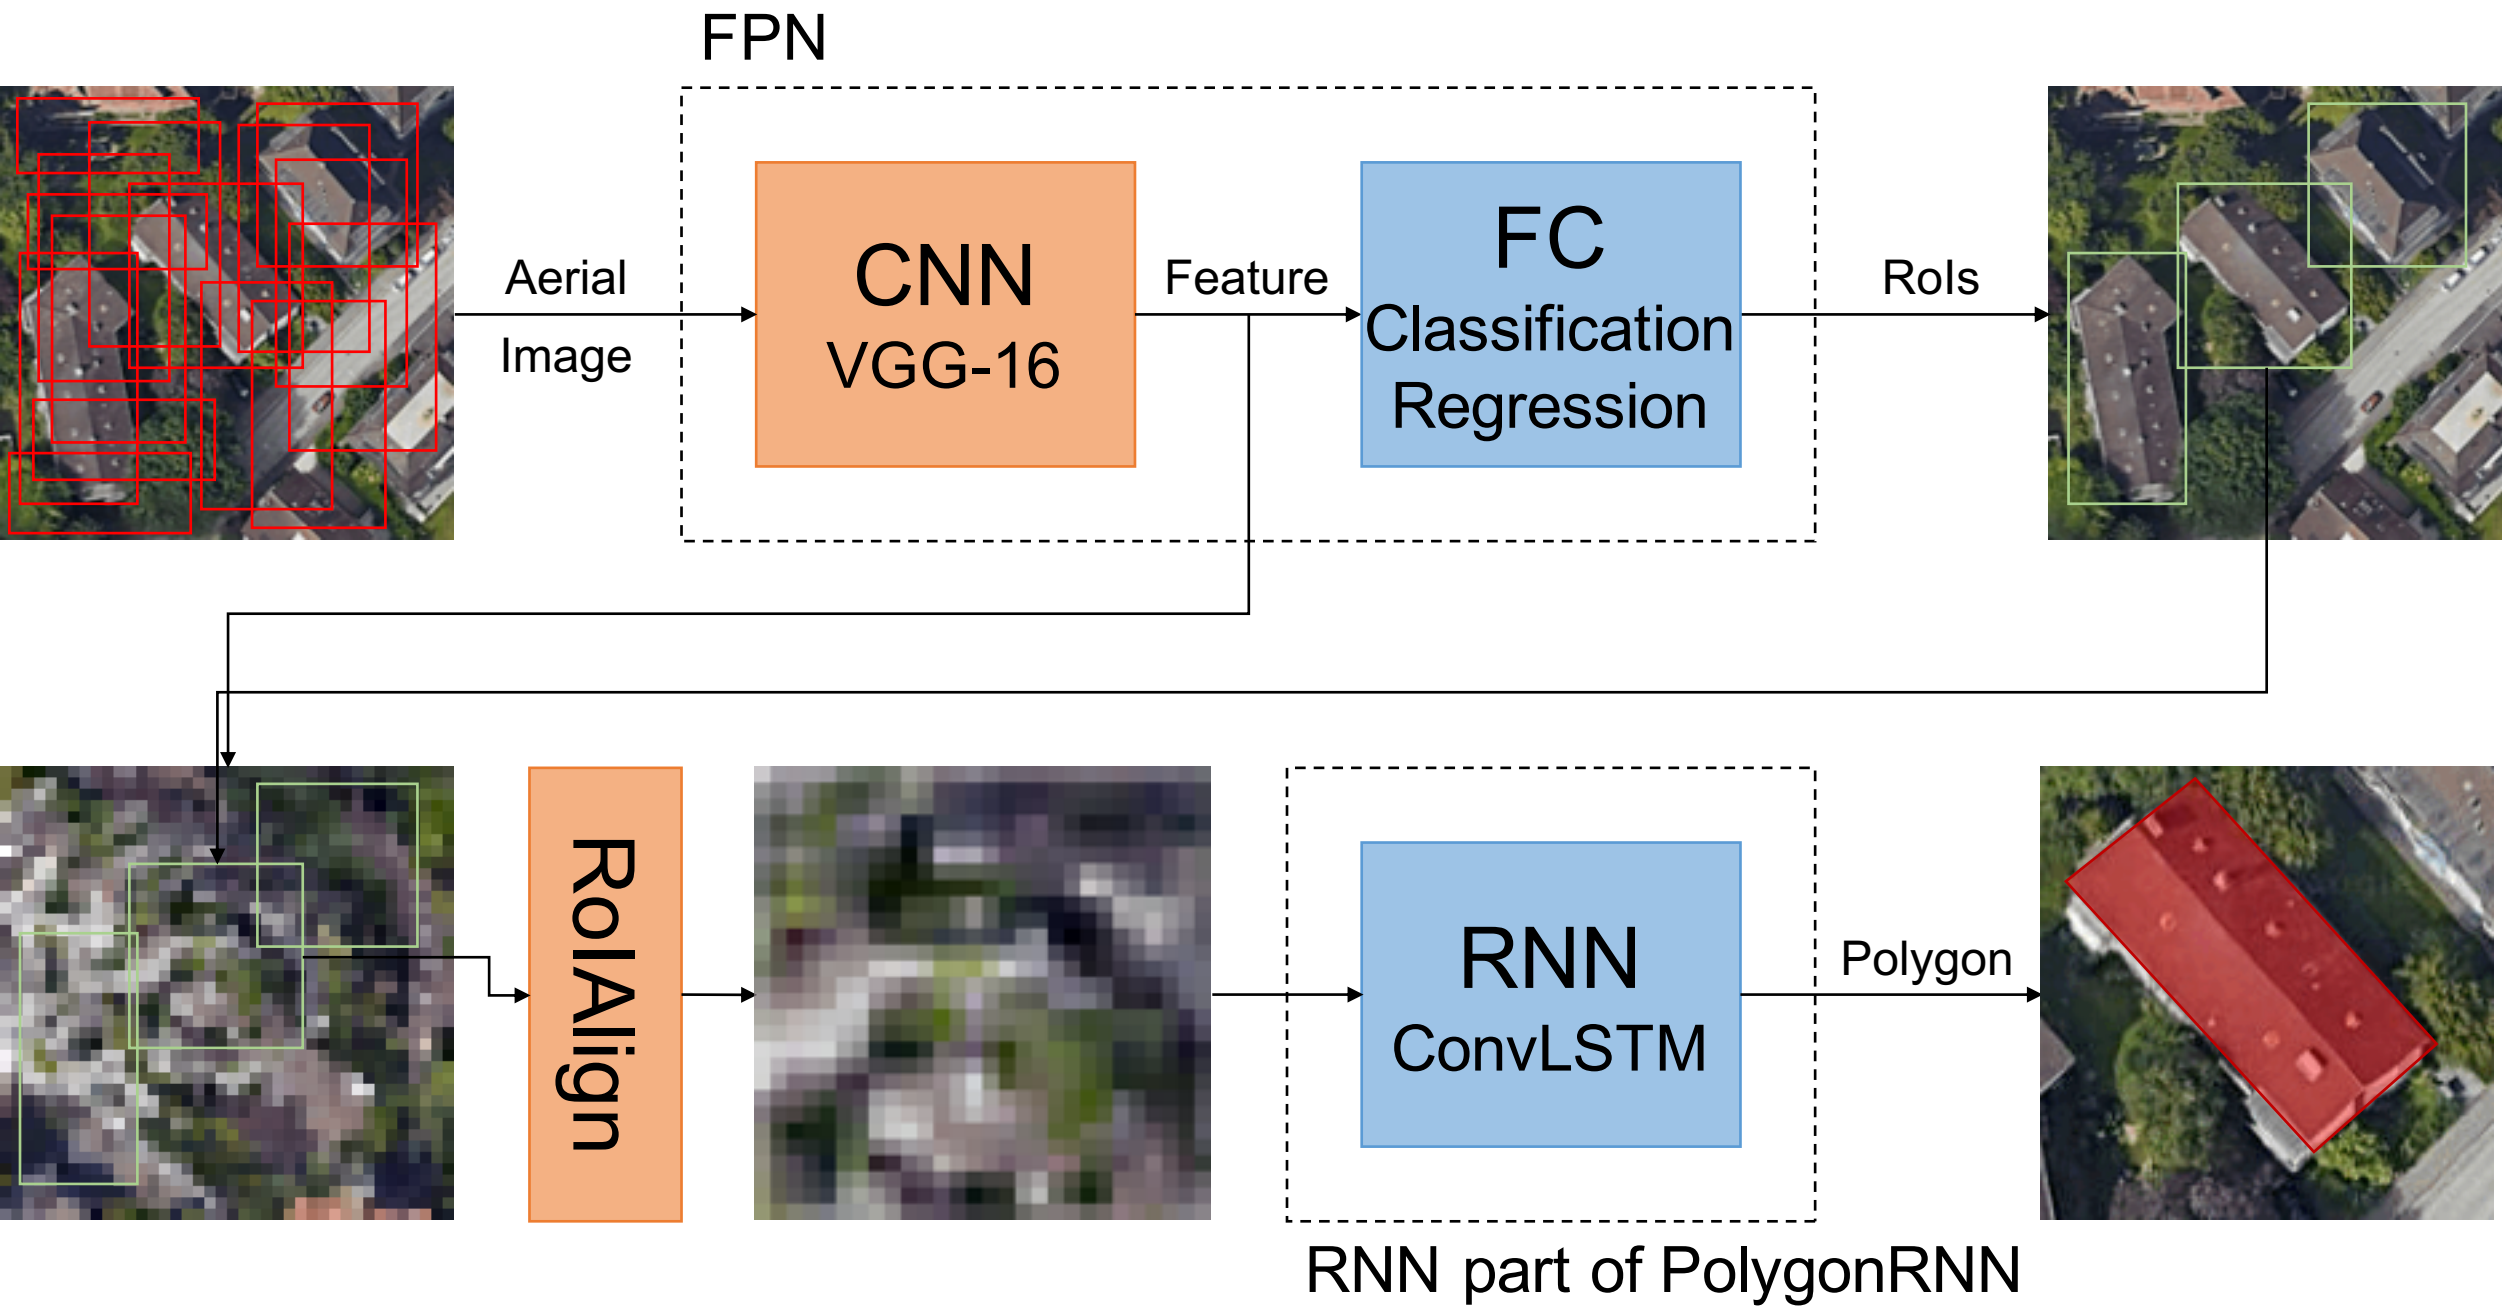 FPN
Aerial
Image
CNN
VGG-16
Feature
FC
Classification
Regression
RoIs
RoIAlign
RNN
ConvLSTM
Polygon
RNN part of PolygonRNN